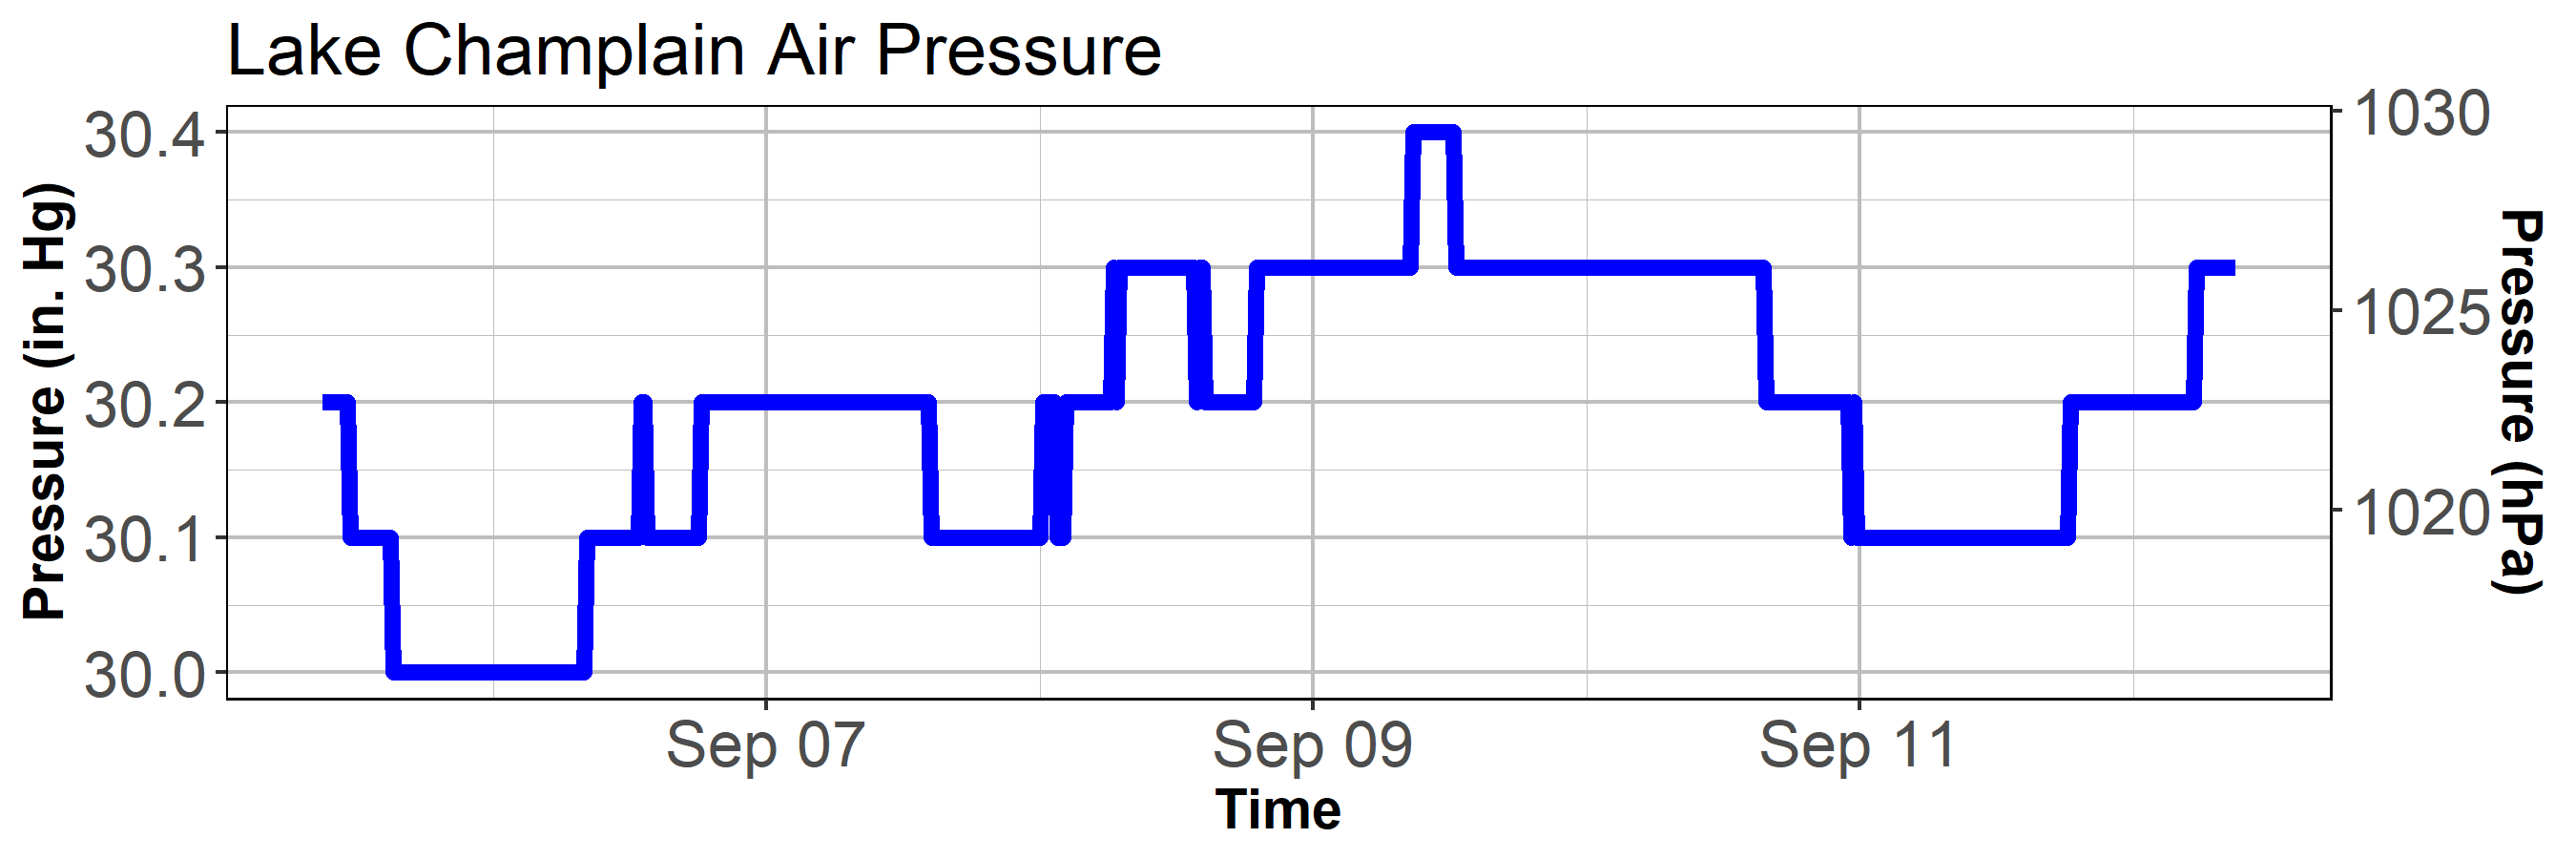 Lake Champlain Air Pressure
Pressure (in. Hg)
30.4
30.3
30.2
30.1
30.0
1030
1025
1020
Pressure (hPa)
Sep 07 Sep 09 Sep 11
Time